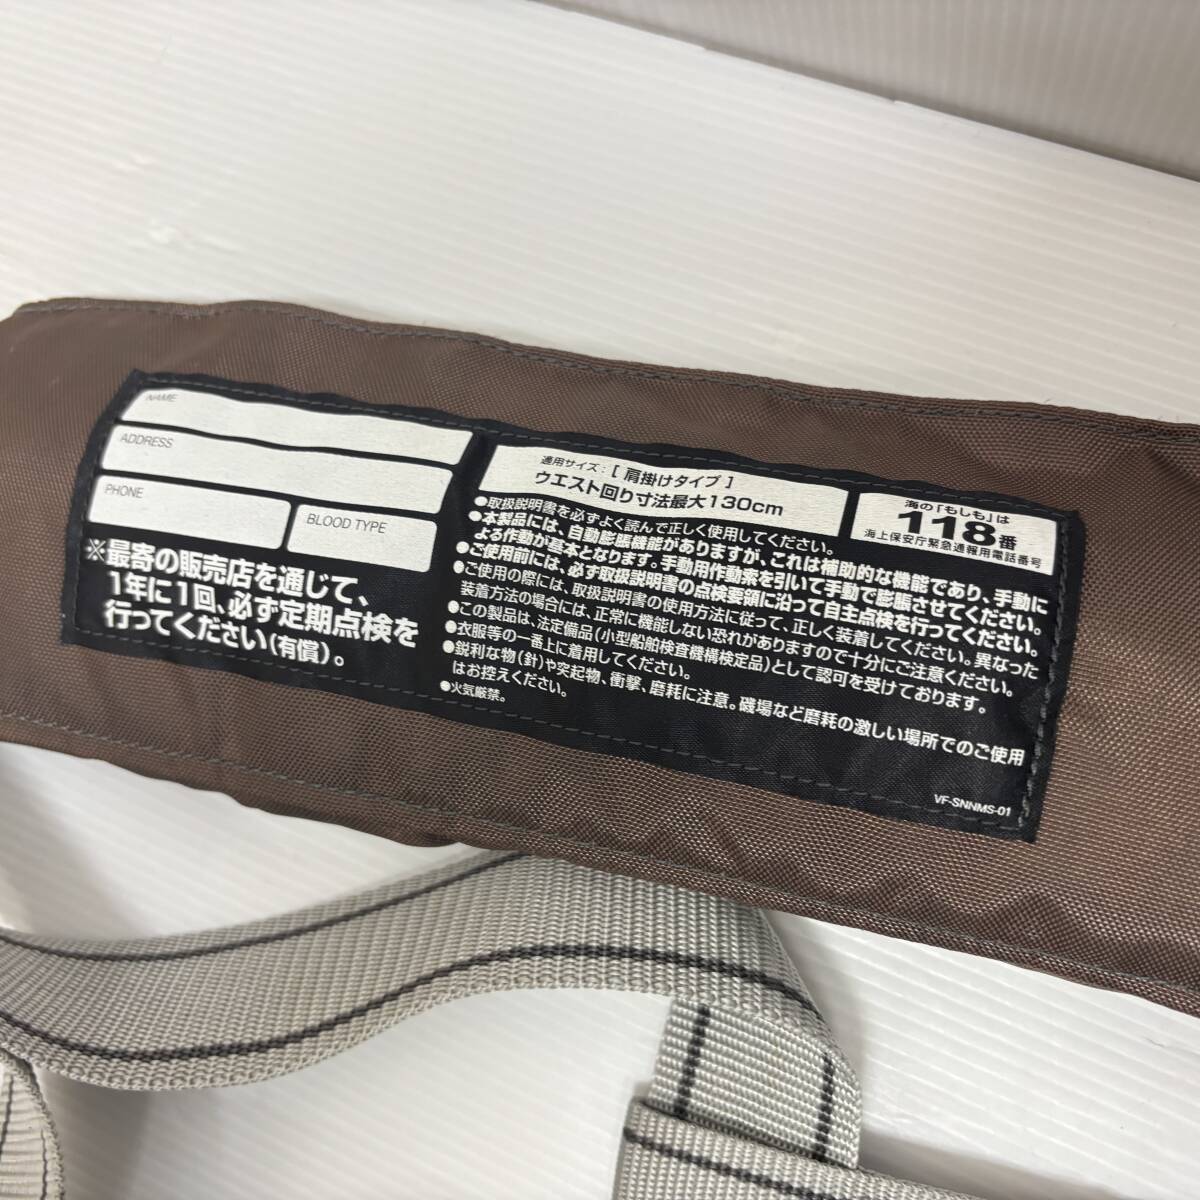 NAME
ADDRESS
PHONE
BLOOD TYPE
※最寄の販売店を通じて、
1年に1回、必ず定期点検を
行ってください(有償)。
適用サイズ：[ 肩掛けタイプ ]
ウエスト回り寸法最大130cm
海の「もしも」は
118番
海上保安庁緊急通報用電話番号
●取扱説明書を必ずよく読んで正しく使用してください。
●本製品には、自動膨脹機能がありますが、これは補助的な機能であり、手動に
よる作動が基本となります。手動用作動索を引いて手動で膨脹させてください。
●ご使用前には、必ず取扱説明書の点検要領に沿って自主点検を行ってください。
●ご使用の際には、取扱説明書の使用方法に従って、正しく装着してください。異なった
装着方法の場合には、正常に機能しない恐れがありますので十分にご注意ください。
●この製品は、法定備品(小型船舶検査機構検定品)として認可を受けております。
●衣服等の一番上に着用してください。
●鋭利な物(針)や突起物、衝撃、磨耗に注意。磯場など磨耗の激しい場所でのご使用
はお控えください。
●火気厳禁。
VF-SNNMS-01